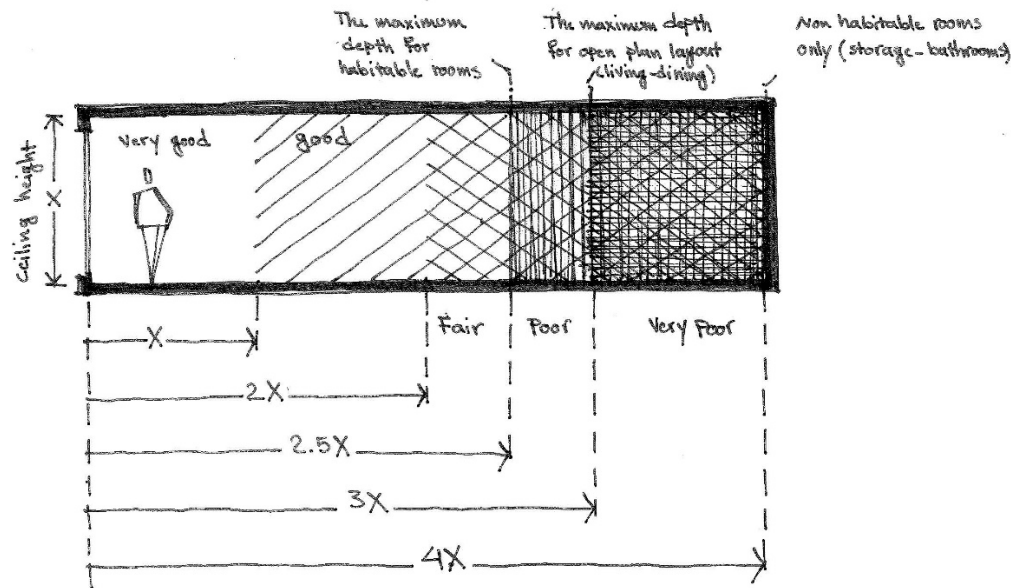 The maximum
depth for
habitable rooms
The maximum depth
for open plan layout
(living-dining)
Non habitable rooms
only (storage-bathrooms)
very good
good
Ceiling height
X
Fair
Poor
Very Poor
X
2X
2.5X
3X
4X